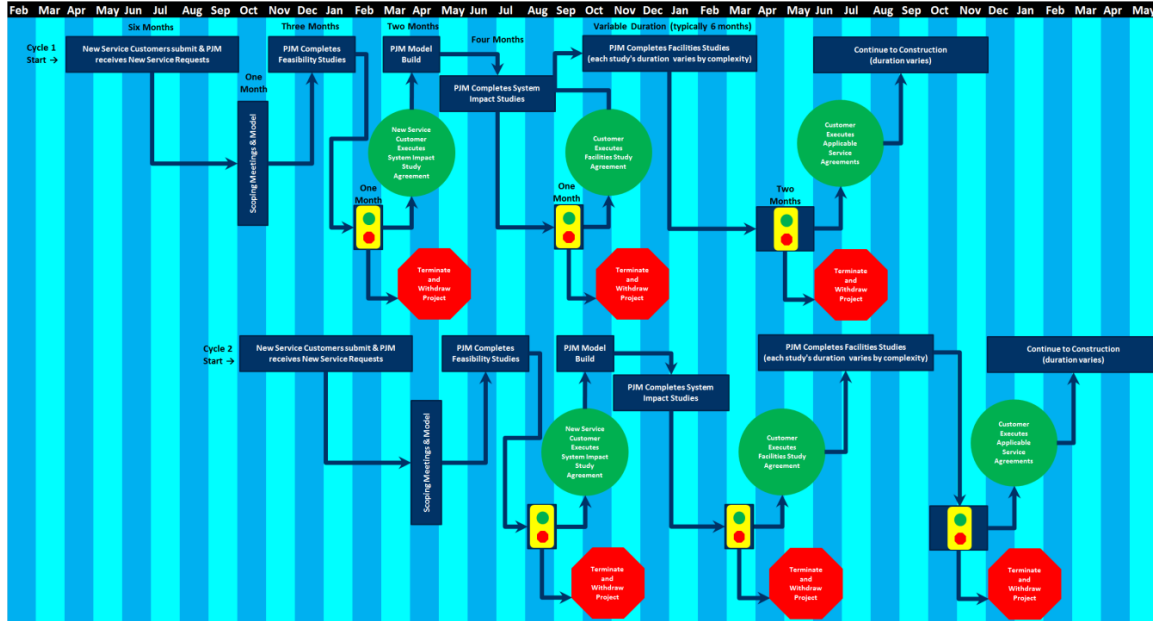 Feb Mar Apr May Jun Jul Aug Sep Oct Nov Dec Jan Feb Mar Apr May Jun Jul Aug Sep Oct Nov Dec Jan Feb Mar Apr May Jun Jul Aug Sep Oct Nov Dec Jan Feb Mar Apr May
Six Months
Three Months
Two Months
Four Months
Variable Duration (typically 6 months)
Cycle 1
Start →
New Service Customers submit & PJM
receives New Service Requests
One
Month
Scoping Meetings & Model
PJM Completes
Feasibility Studies
PJM Model
Build
PJM Completes System
Impact Studies
PJM Completes Facilities Studies
(each study's duration varies by complexity)
Continue to Construction
(duration varies)
New Service
Customer
Executes
System Impact
Study
Agreement
Customer
Executes
Facilities Study
Agreement
Customer
Executes
Applicable
Service
Agreements
One
Month
One
Month
Two
Months
Terminate
and
Withdraw
Project
Terminate
and
Withdraw
Project
Terminate
and
Withdraw
Project
Cycle 2
Start →
New Service Customers submit & PJM
receives New Service Requests
Scoping Meetings & Model
PJM Completes
Feasibility Studies
PJM Model
Build
PJM Completes System
Impact Studies
PJM Completes Facilities Studies
(each study's duration varies by complexity)
Continue to Construction
(duration varies)
New Service
Customer
Executes
System Impact
Study
Agreement
Customer
Executes
Facilities Study
Agreement
Customer
Executes
Applicable
Service
Agreements
Terminate
and
Withdraw
Project
Terminate
and
Withdraw
Project
Terminate
and
Withdraw
Project